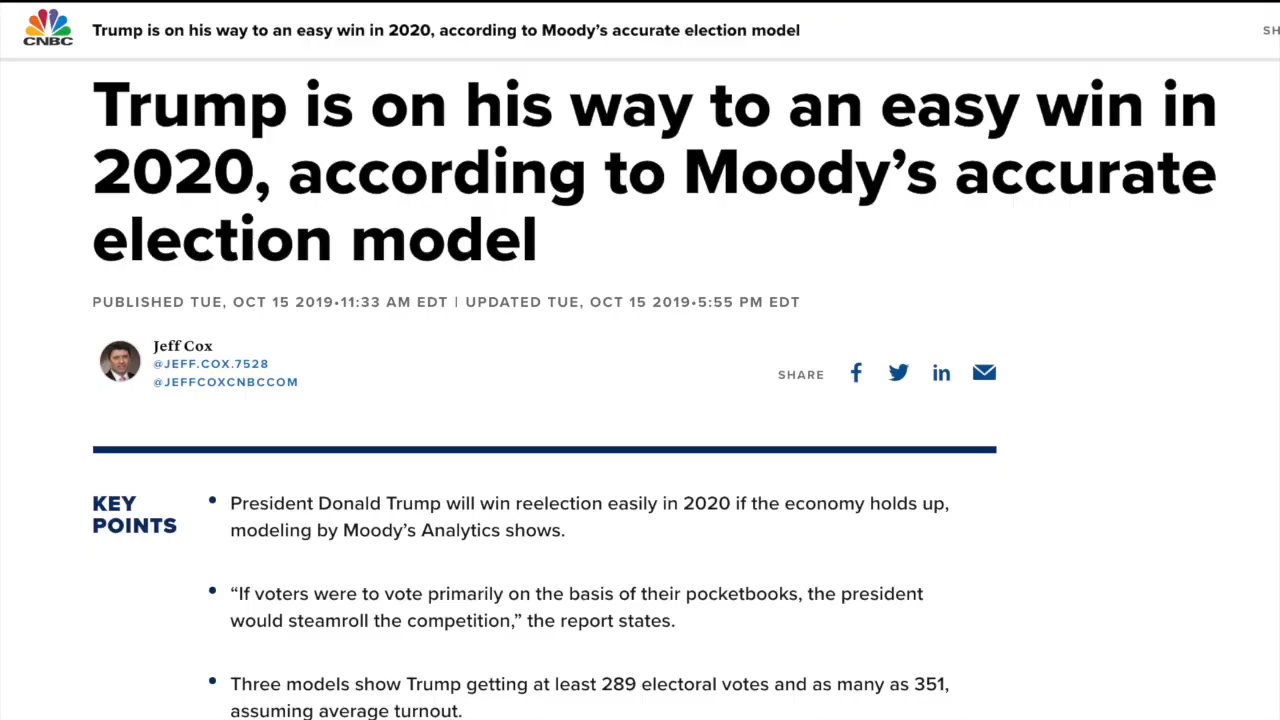 CNBC
Trump is on his way to an easy win in 2020, according to Moody’s accurate election model
SH
Trump is on his way to an easy win in
2020, according to Moody’s accurate
election model
PUBLISHED TUE, OCT 15 2019•11:33 AM EDT | UPDATED TUE, OCT 15 2019•5:55 PM EDT
Jeff Cox
@JEFF.COX.7528
@JEFFCOXCNBCCOM
SHARE
KEY
POINTS
• President Donald Trump will win reelection easily in 2020 if the economy holds up,
modeling by Moody’s Analytics shows.
• “If voters were to vote primarily on the basis of their pocketbooks, the president
would steamroll the competition,” the report states.
• Three models show Trump getting at least 289 electoral votes and as many as 351,
assuming average turnout.